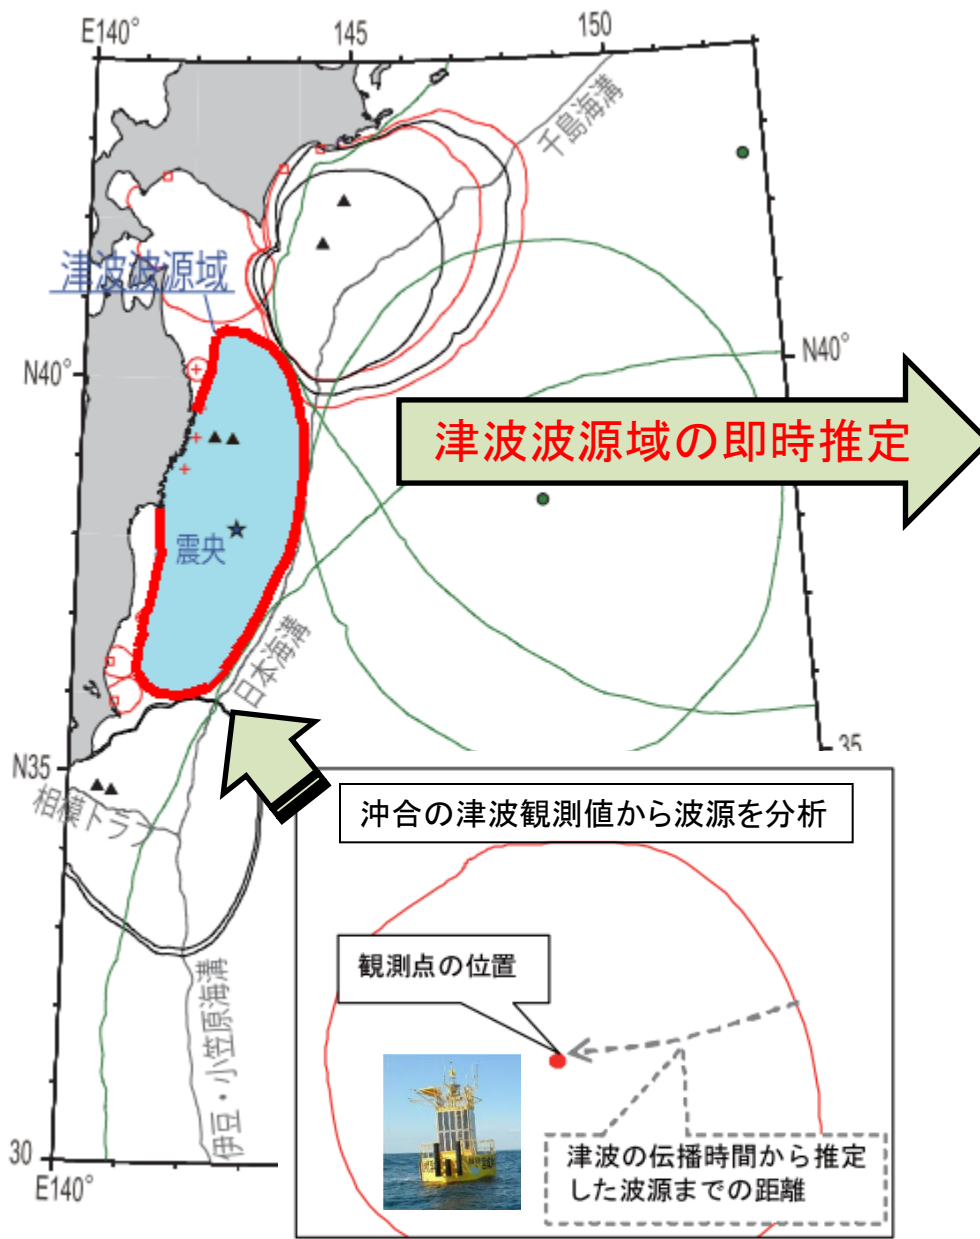 E140°
145
150
千島海溝
津波波源域
N40°
N40°
津波波源域の即時推定
震央
日本海溝
35
N35
相模トラフ
沖合の津波観測値から波源を分析
観測点の位置
伊豆・小笠原海溝
津波の伝播時間から推定
した波源までの距離
30
E140°